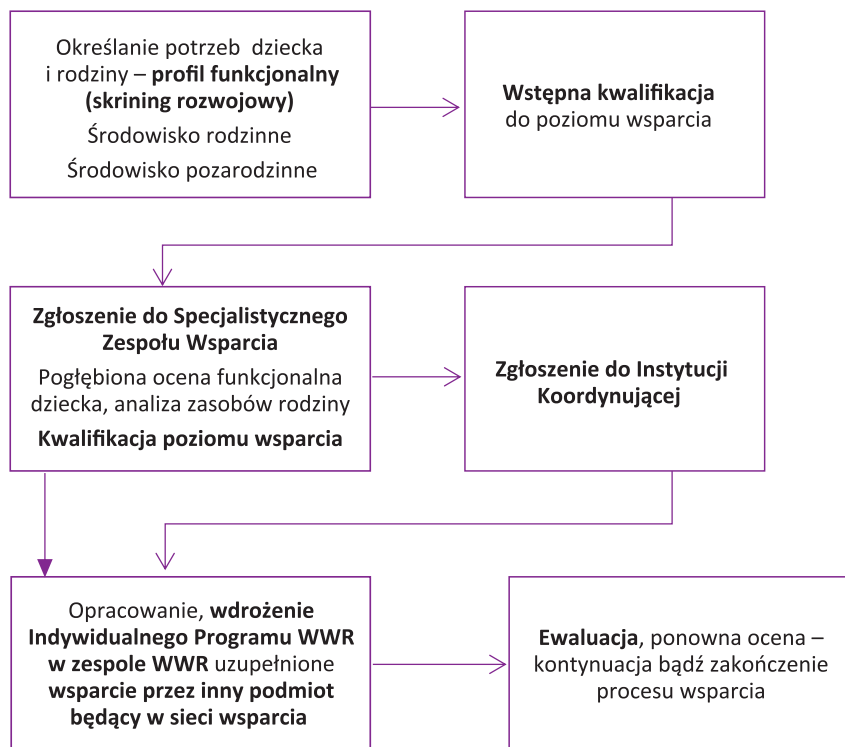 Określanie potrzeb dziecka
i rodziny – profil funkcjonalny
(skrining rozwojowy)
Środowisko rodzinne
Środowisko pozarodzinne
Wstępna kwalifikacja
do poziomu wsparcia
Zgłoszenie do Specjalistycznego
Zespołu Wsparcia
Pogłębiona ocena funkcjonalna
dziecka, analiza zasobów rodziny
Kwalifikacja poziomu wsparcia
Zgłoszenie do Instytucji
Koordynującej
Opracowanie, wdrożenie
Indywidualnego Programu WWR
w zespole WWR uzupełnione
wsparcie przez inny podmiot
będący w sieci wsparcia
Ewaluacja, ponowna ocena –
kontynuacja bądź zakończenie
procesu wsparcia